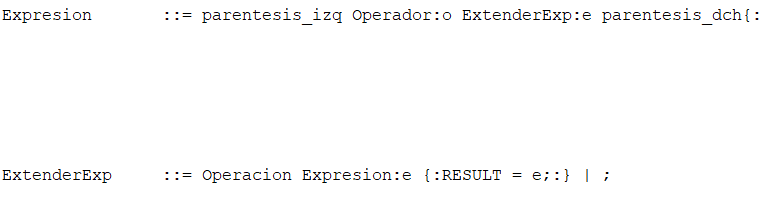 Expresion ::= parentesis_izq Operador:o ExtenderExp:e parentesis_dch{:
ExtenderExp ::= Operacion Expresion:e {:RESULT = e;:} | ;